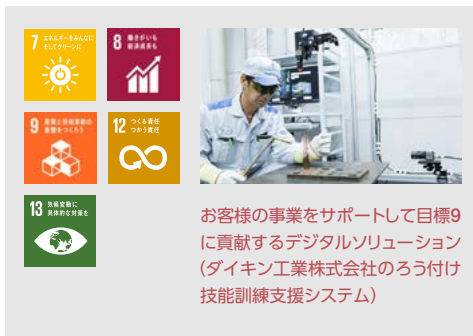 7 エネルギーをみんなに
そしてクリーンに
8 働きがいも
経済成長も
9 産業と技術革新の
基盤をつくろう
12 つくる責任
つかう責任
13 気候変動に
具体的な対策を
お客様の事業をサポートして目標9
に貢献するデジタルソリューション
(ダイキン工業株式会社のろう付け
技能訓練支援システム)